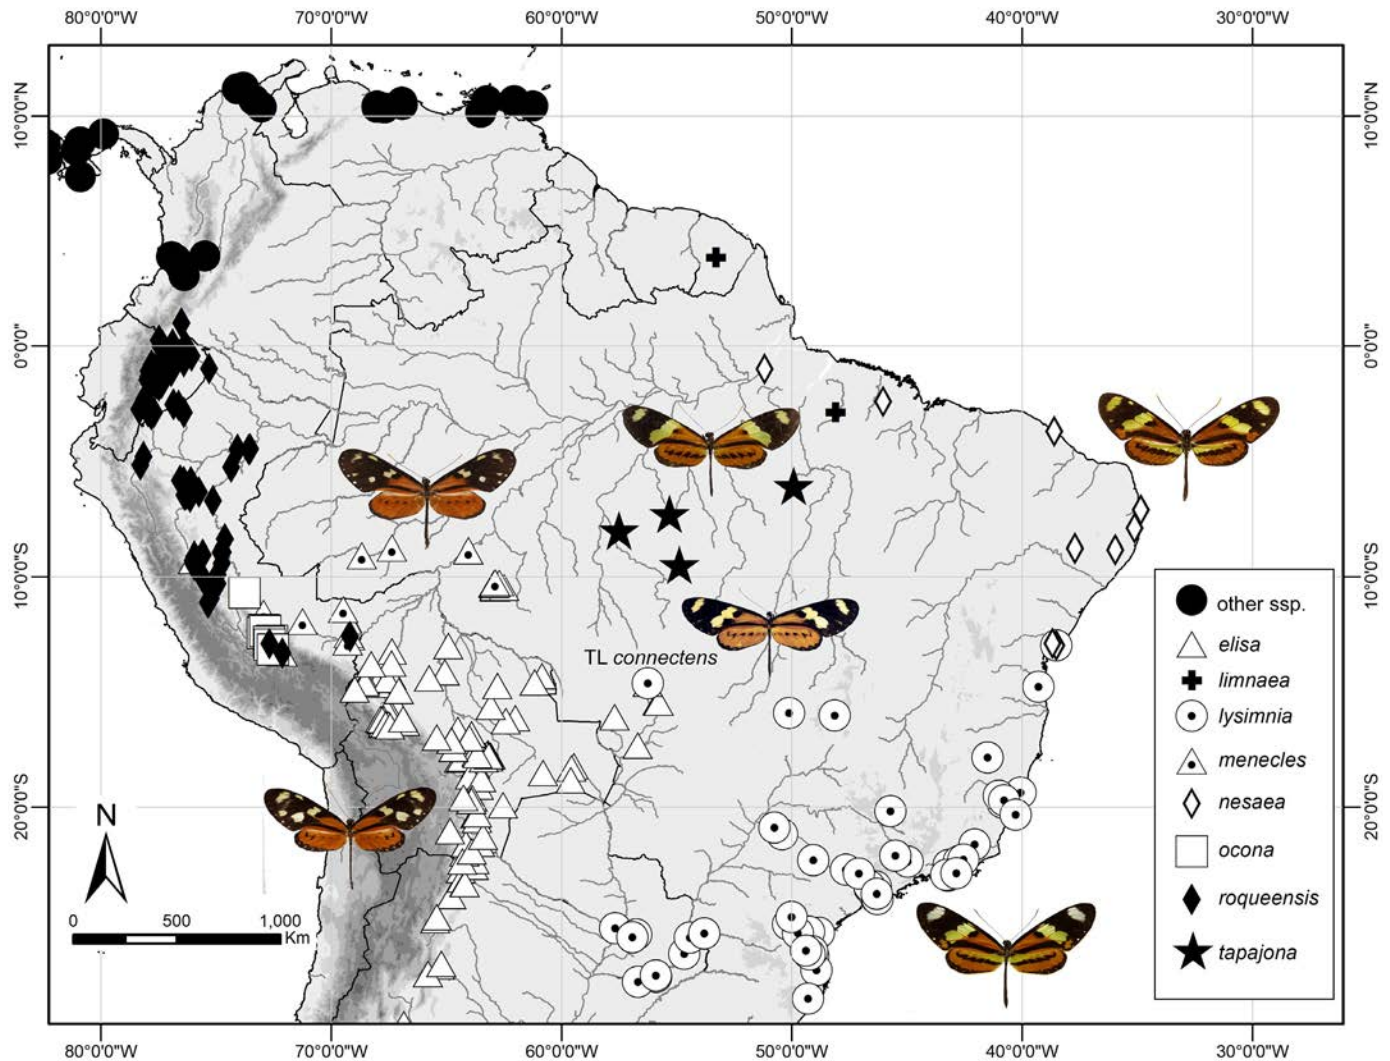 80°0'0"W 70°0'0"W 60°0'0"W 50°0'0"W 40°0'0"W 30°0'0"W
10°0'0"N 10°0'0"N
0°0'0" 0°0'0"
10°0'0"S 10°0'0"S
20°0'0"S 20°0'0"S
TL connectens
other ssp.
elisa
limnaea
lysimnia
menecles
nesaea
ocona
roqueensis
tapajona
N
0 500 1,000
Km
80°0'0"W 70°0'0"W 60°0'0"W 50°0'0"W 40°0'0"W 30°0'0"W